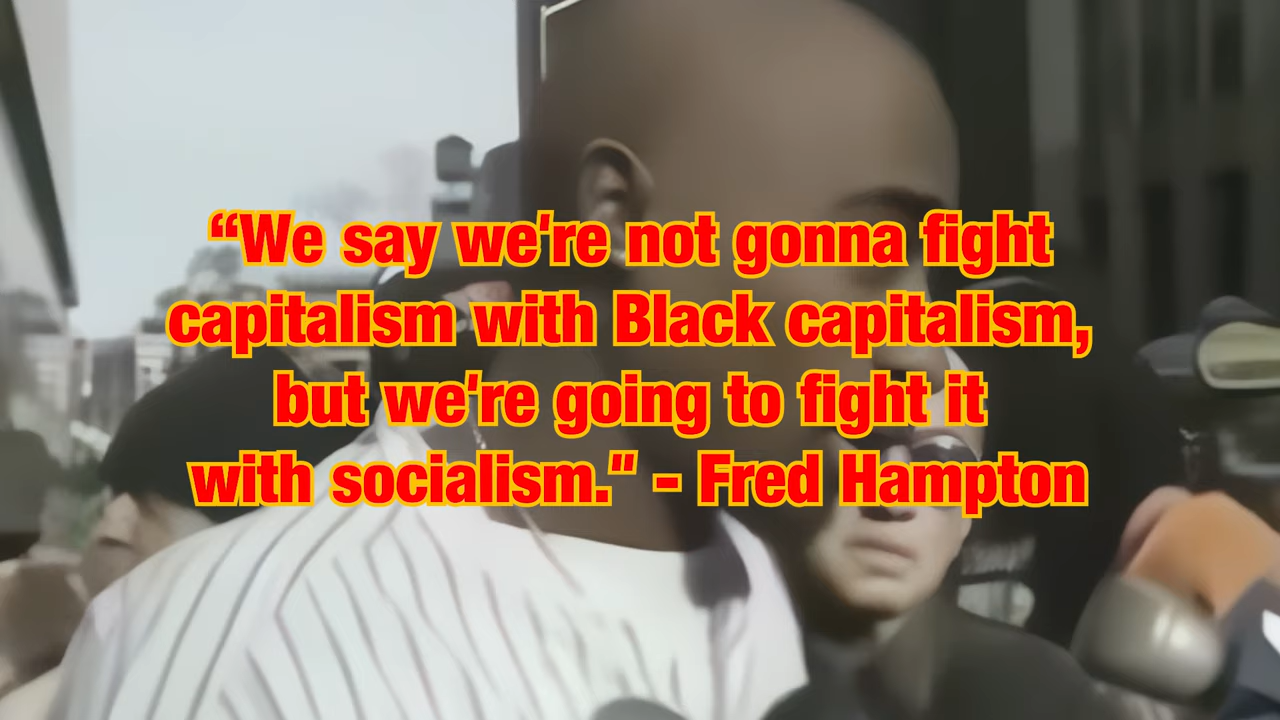 “We say we're not gonna fight
capitalism with Black capitalism,
but we're going to fight it
with socialism." - Fred Hampton